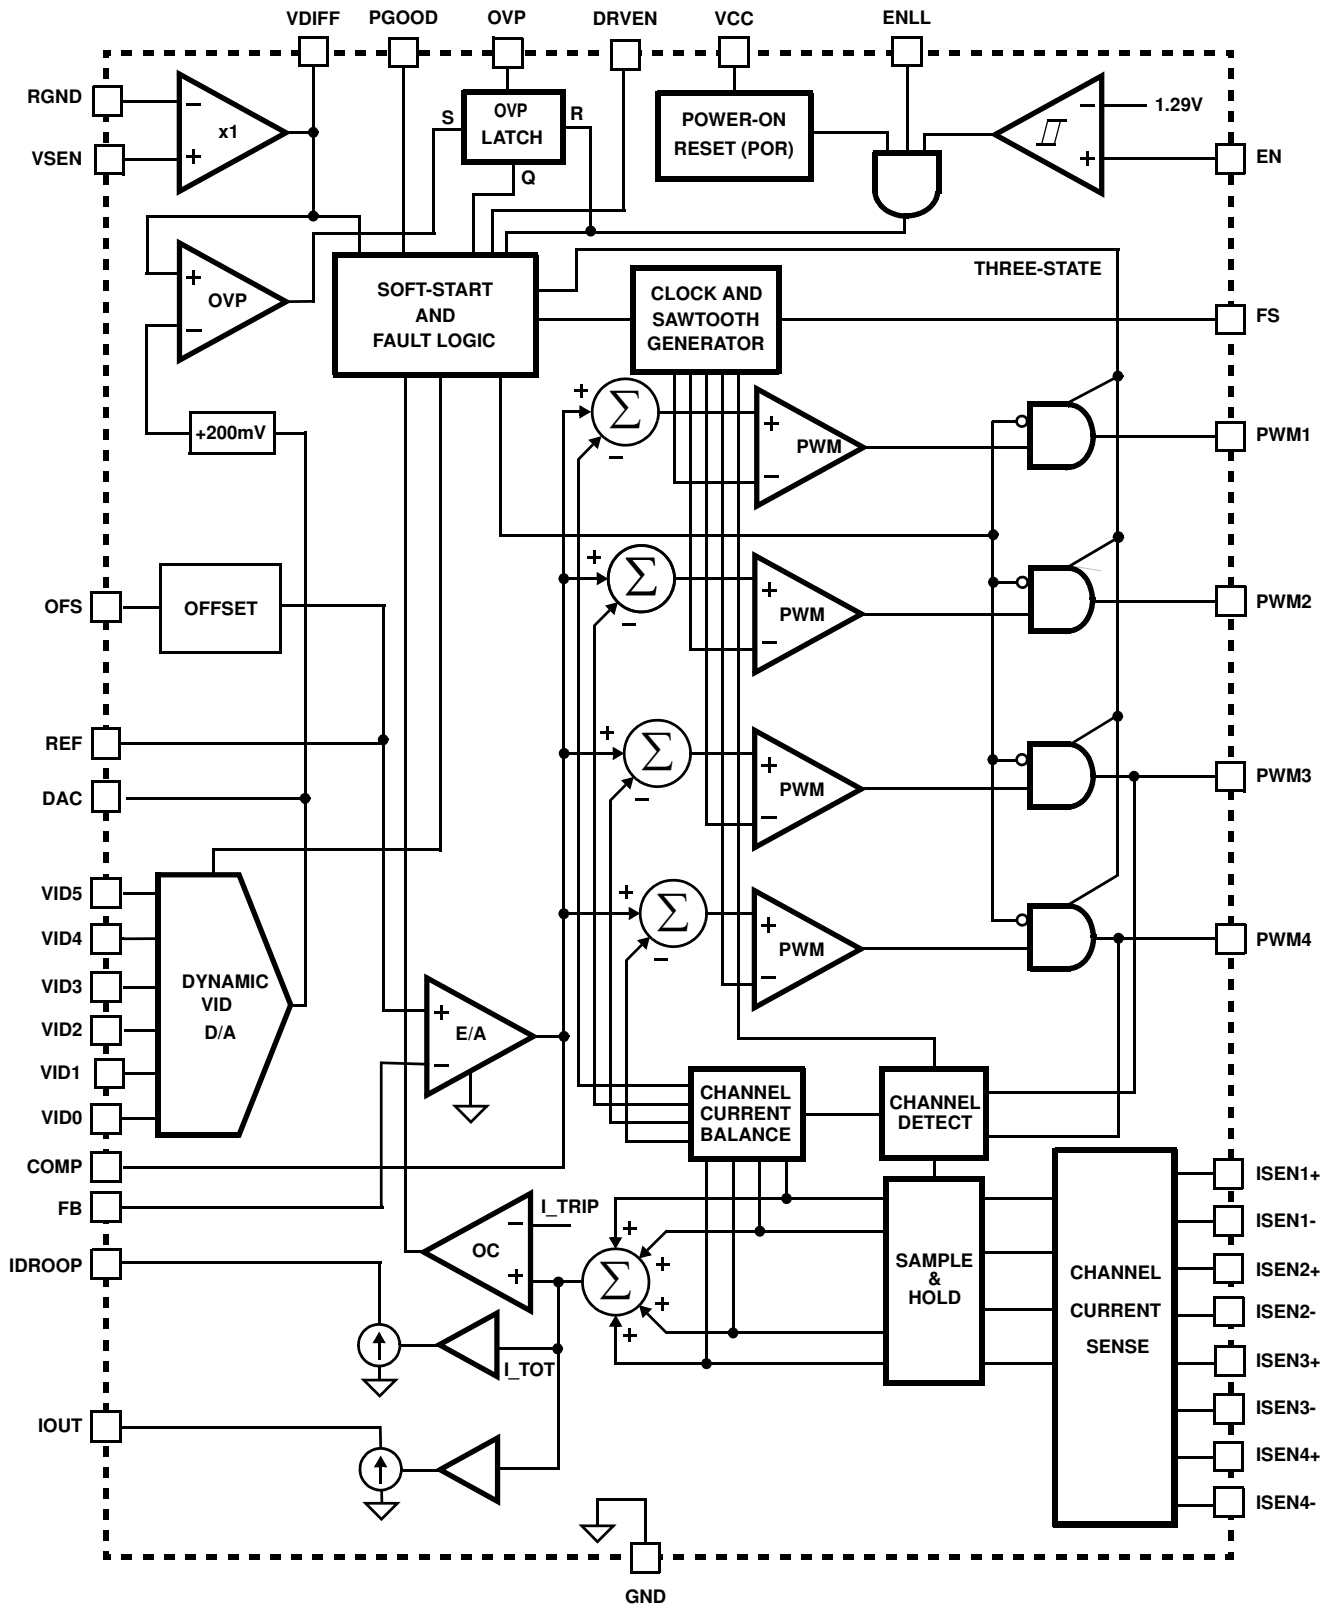 VDIFF
PGOOD
OVP
DRVEN
VCC
ENLL
RGND
VSEN
−
x1
+
S
OVP
LATCH
R
Q
POWER-ON
RESET (POR)
−
1.29V
+
EN
+
OVP
−
SOFT-START
AND
FAULT LOGIC
CLOCK AND
SAWTOOTH
GENERATOR
THREE-STATE
FS
+200mV
+
Σ
−
+
PWM
−
PWM1
OFS
OFFSET
+
Σ
−
+
PWM
−
PWM2
REF
DAC
+
Σ
−
+
PWM
−
PWM3
VID5
VID4
VID3
VID2
VID1
VID0
DYNAMIC
VID
D/A
+
Σ
−
+
PWM
−
PWM4
+
E/A
−
CHANNEL
CURRENT
BALANCE
CHANNEL
DETECT
COMP
FB
IDROOP
IOUT
I_TRIP
−
OC
+
I_TOT
+
+
Σ
+
+
SAMPLE
&
HOLD
CHANNEL
CURRENT
SENSE
ISEN1+
ISEN1-
ISEN2+
ISEN2-
ISEN3+
ISEN3-
ISEN4+
ISEN4-
GND